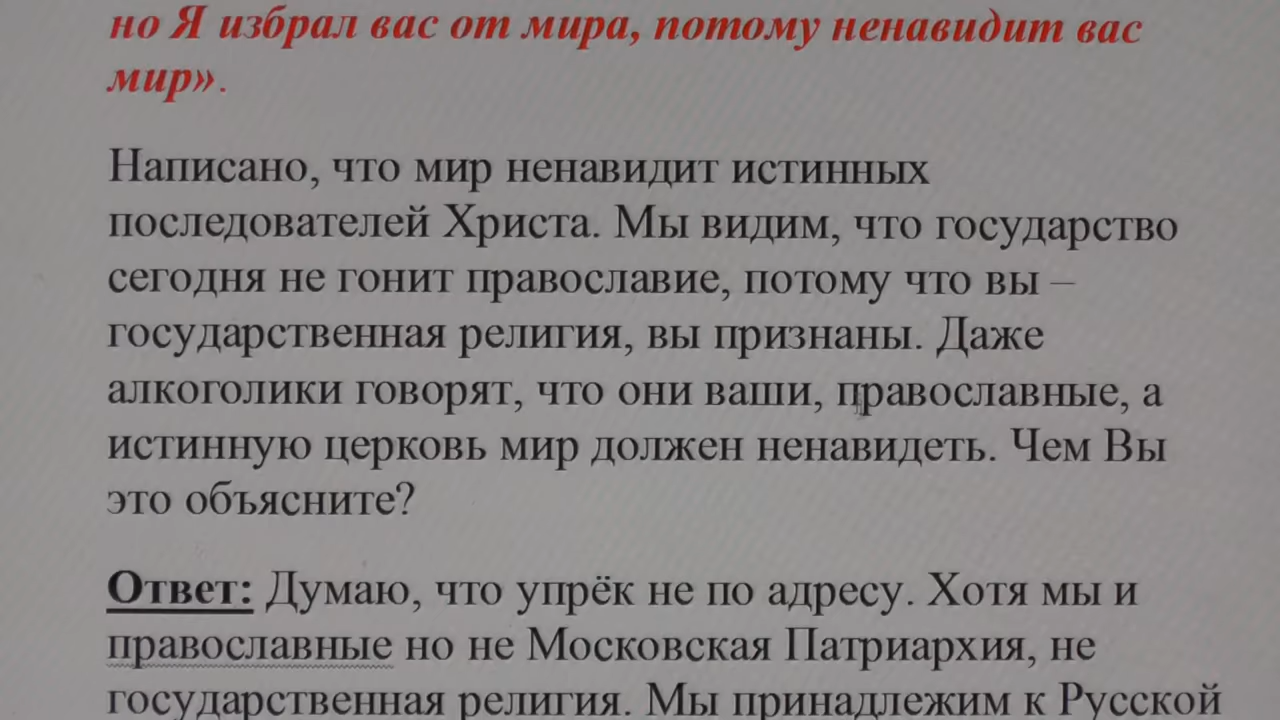 но Я избрал вас от мира, потому ненавидит вас
мир».
Написано, что мир ненавидит истинных
последователей Христа. Мы видим, что государство
сегодня не гонит православие, потому что вы –
государственная религия, вы признаны. Даже
алкоголики говорят, что они ваши, православные, а
истинную церковь мир должен ненавидеть. Чем Вы
это объясните?
Ответ: Думаю, что упрёк не по адресу. Хотя мы и
православные но не Московская Патриархия, не
государственная религия. Мы принадлежим к Русской